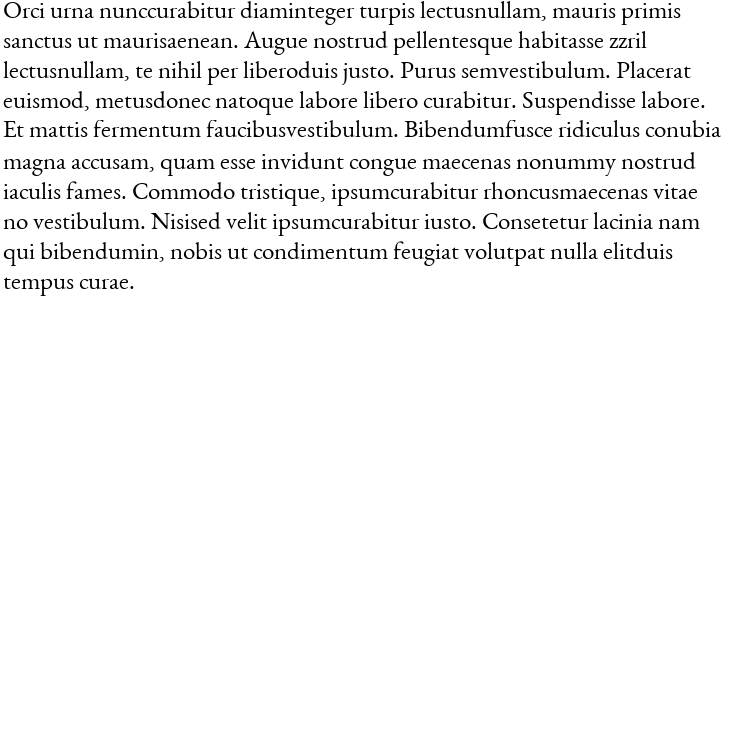 Orci urna nunccurabitur diaminteger turpis lectusnullam, mauris primis
sanctus ut maurisaenean. Augue nostrud pellentesque habitasse zzril
lectusnullam, te nihil per liberoduis justo. Purus semvestibulum. Placerat
euismod, metusdonec natoque labore libero curabitur. Suspendisse labore.
Et mattis fermentum faucibusvestibulum. Bibendumfusce ridiculus conubia
magna accusam, quam esse invidunt congue maecenas nonummy nostrud
iaculis fames. Commodo tristique, ipsumcurabitur rhoncusmaecenas vitae
no vestibulum. Nisised velit ipsumcurabitur iusto. Consetetur lacinia nam
qui bibendumin, nobis ut condimentum feugiat volutpat nulla elitduis
tempus curae.